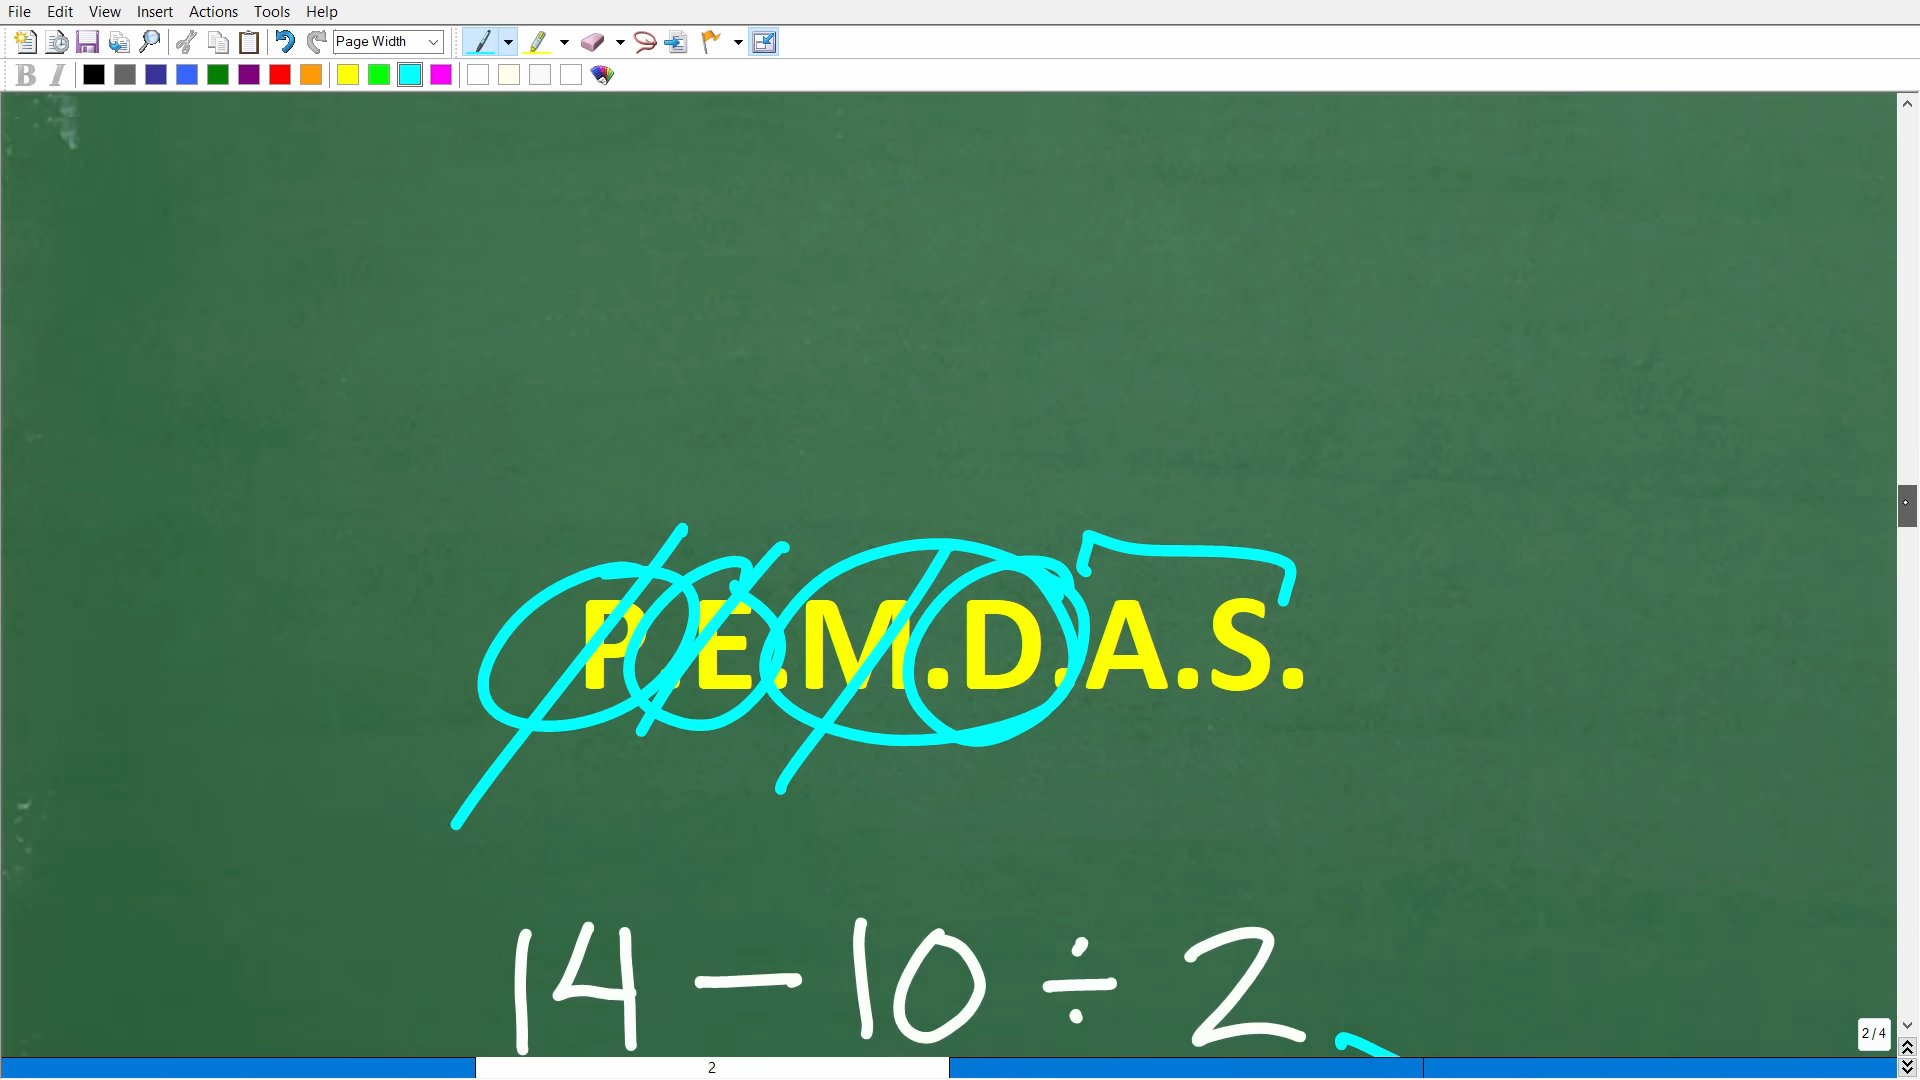 File Edit View Insert Actions Tools Help
Page Width
B I
P.E.M.D.A.S.
14 - 10 ÷ 2
2 / 4
2